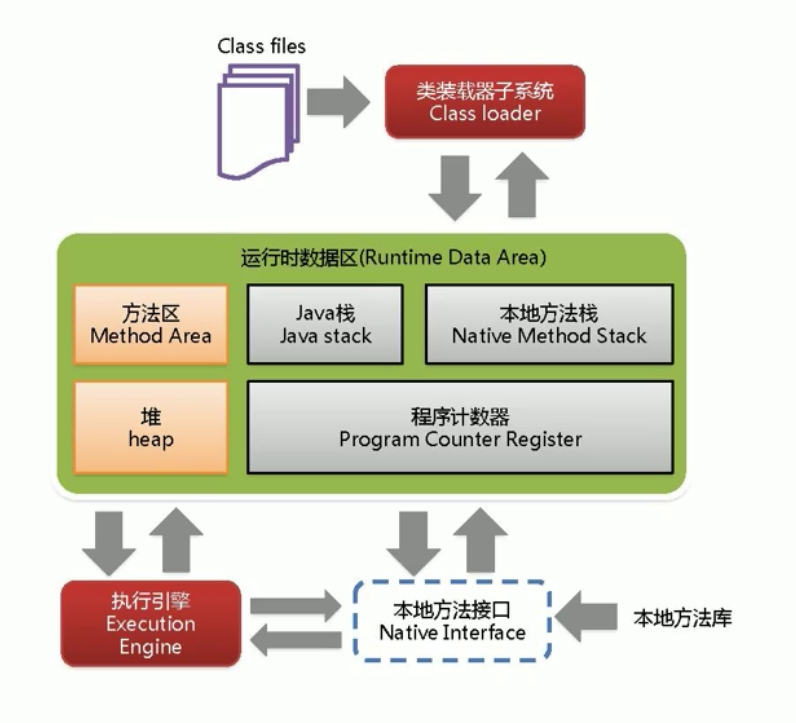 Class files
类装载器子系统
Class loader
运行时数据区(Runtime Data Area)
方法区
Method Area
Java栈
Java stack
本地方法栈
Native Method Stack
堆
heap
程序计数器
Program Counter Register
执行引擎
Execution
Engine
本地方法接口
Native Interface
本地方法库